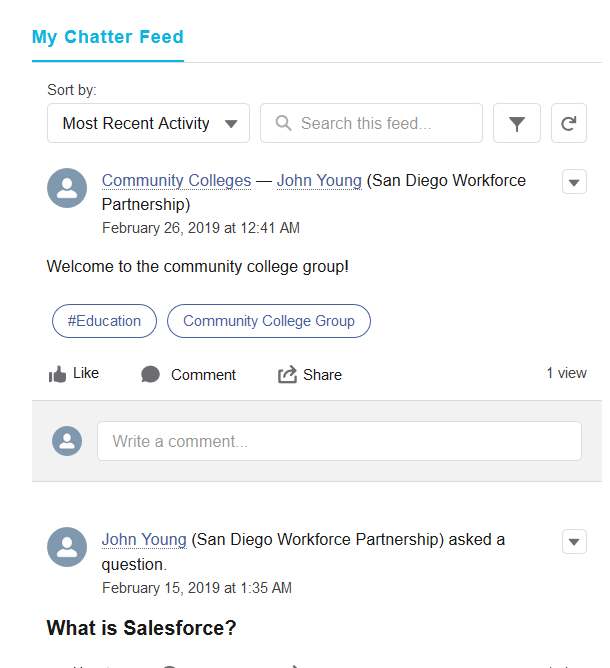 My Chatter Feed
Sort by:
Most Recent Activity
Search this feed...
Community Colleges — John Young (San Diego Workforce
Partnership)
February 26, 2019 at 12:41 AM
Welcome to the community college group!
#Education
Community College Group
Like
Comment
Share
1 view
Write a comment...
John Young (San Diego Workforce Partnership) asked a
question.
February 15, 2019 at 1:35 AM
What is Salesforce?